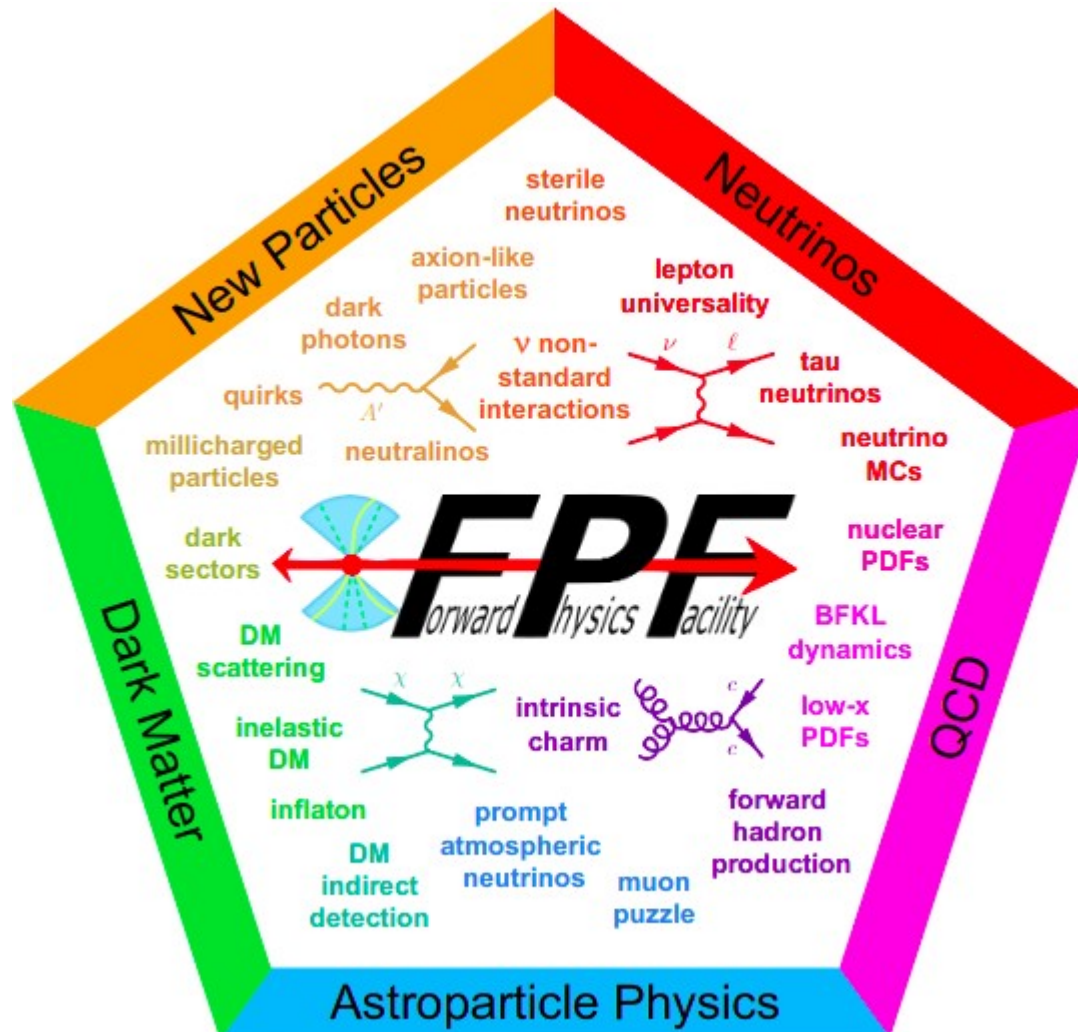 New Particles
Neutrinos
sterile
neutrinos
axion-like
particles
lepton
universality
dark
photons
ν non-
standard
interactions
ν
ℓ
tau
neutrinos
quirks
A′
neutralinos
millicharged
particles
neutrino
MCs
dark
sectors
FPF
Forward Physics Facility
nuclear
PDFs
BFKL
dynamics
DM
scattering
χ
χ
intrinsic
charm
c
c
low-x
PDFs
inelastic
DM
inflaton
prompt
atmospheric
neutrinos
forward
hadron
production
DM
indirect
detection
muon
puzzle
Dark Matter
QCD
Astroparticle Physics